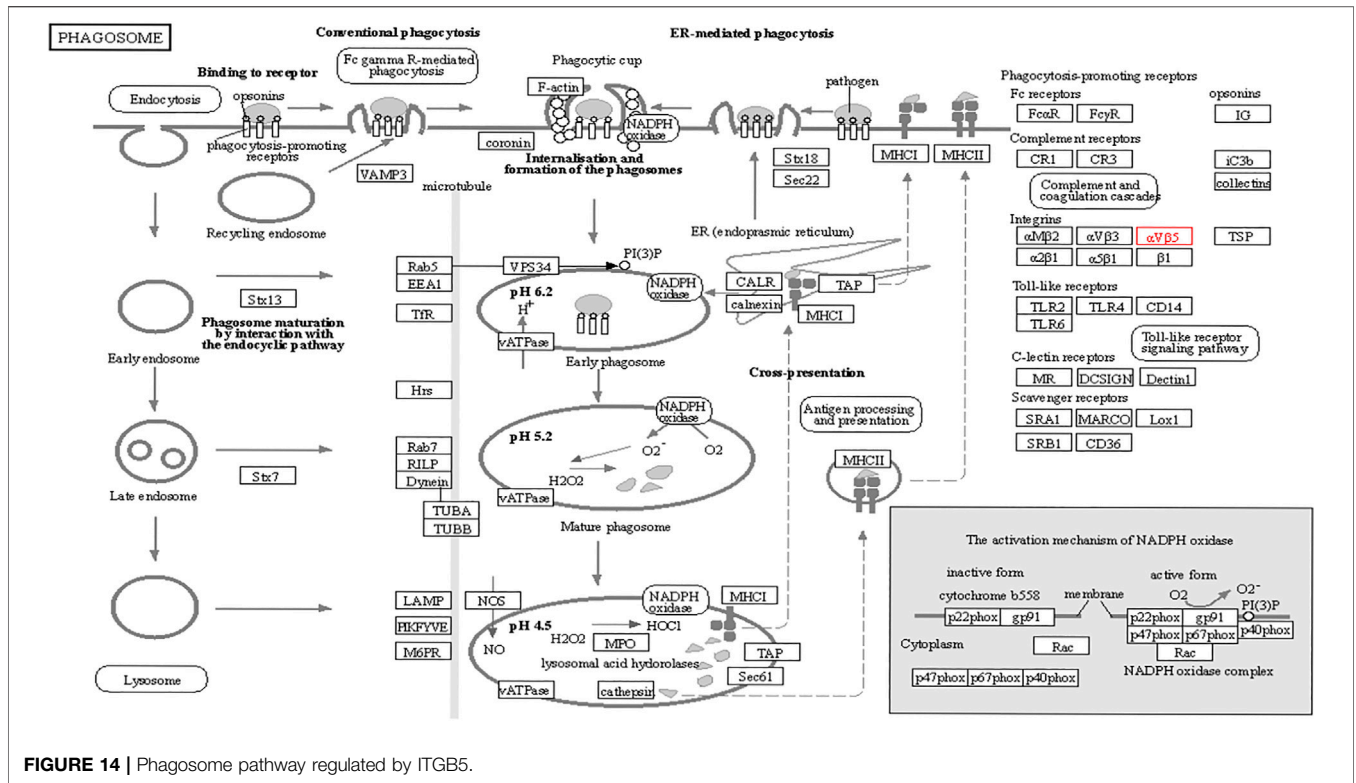 PHAGOSOME
Conventional phagocytosis
ER-mediated phagocytosis
Fc gamma R-mediated
phagocytosis
Phagocytic cup
Binding to receptor
Endocytosis
opsonins
F-actin
pathogen
NADPH
oxidase
phagocytosis-promoting
receptors
coronin
Internalisation and
formation of the phagosomes
VAMP3
microtubule
Stx18
Sec22
MHCI
MHCII
Recycling endosome
ER (endoprasmic reticulum)
Rab5
EEA1
VPS34
PI(3)P
TfR
pH 6.2
H+
NADPH
oxidase
vATPase
CALR
calnexin
TAP
MHCI
Stx13
Phagosome maturation
by interaction with
the endocyclic pathway
Early endosome
Early phagosome
Cross-presentation
Hrs
Antigen processing
and presentation
NADPH
oxidase
pH 5.2
O2-
O2
H2O2
vATPase
Rab7
RILP
Dynein
TUBA
TUBB
Stx7
Late endosome
Mature phagosome
MHCII
LAMP
PIKFYVE
M6PR
NOS
NO
pH 4.5
NADPH
oxidase
MHCI
H2O2
HOCl
MPO
lysosomal acid hydorolases
TAP
Sec61
vATPase
cathepsin
Lysosome
Phagocytosis-promoting receptors
Fc receptors
opsonins
FcαR
FcγR
IG
Complement receptors
CR1
CR3
iC3b
Complement and
coagulation cascades
collectins
Integrins
αMβ2
αVβ3
αVβ5
TSP
α2β1
α5β1
β1
Toll-like receptors
TLR2
TLR4
CD14
TLR6
Toll-like receptor
signaling pathway
C-lectin receptors
MR
DCSIGN
Dectin1
Scavenger receptors
SRA1
MARCO
Lox1
SRB1
CD36
The activation mechanism of NADPH oxidase
inactive form
active form
cytochrome b558
membrane
O2
O2-
PI(3)P
p22phox
gp91
p22phox
gp91
p47phox
p67phox
p40phox
Cytoplasm
Rac
Rac
p47phox
p67phox
p40phox
NADPH oxidase complex
FIGURE 14 | Phagosome pathway regulated by ITGB5.